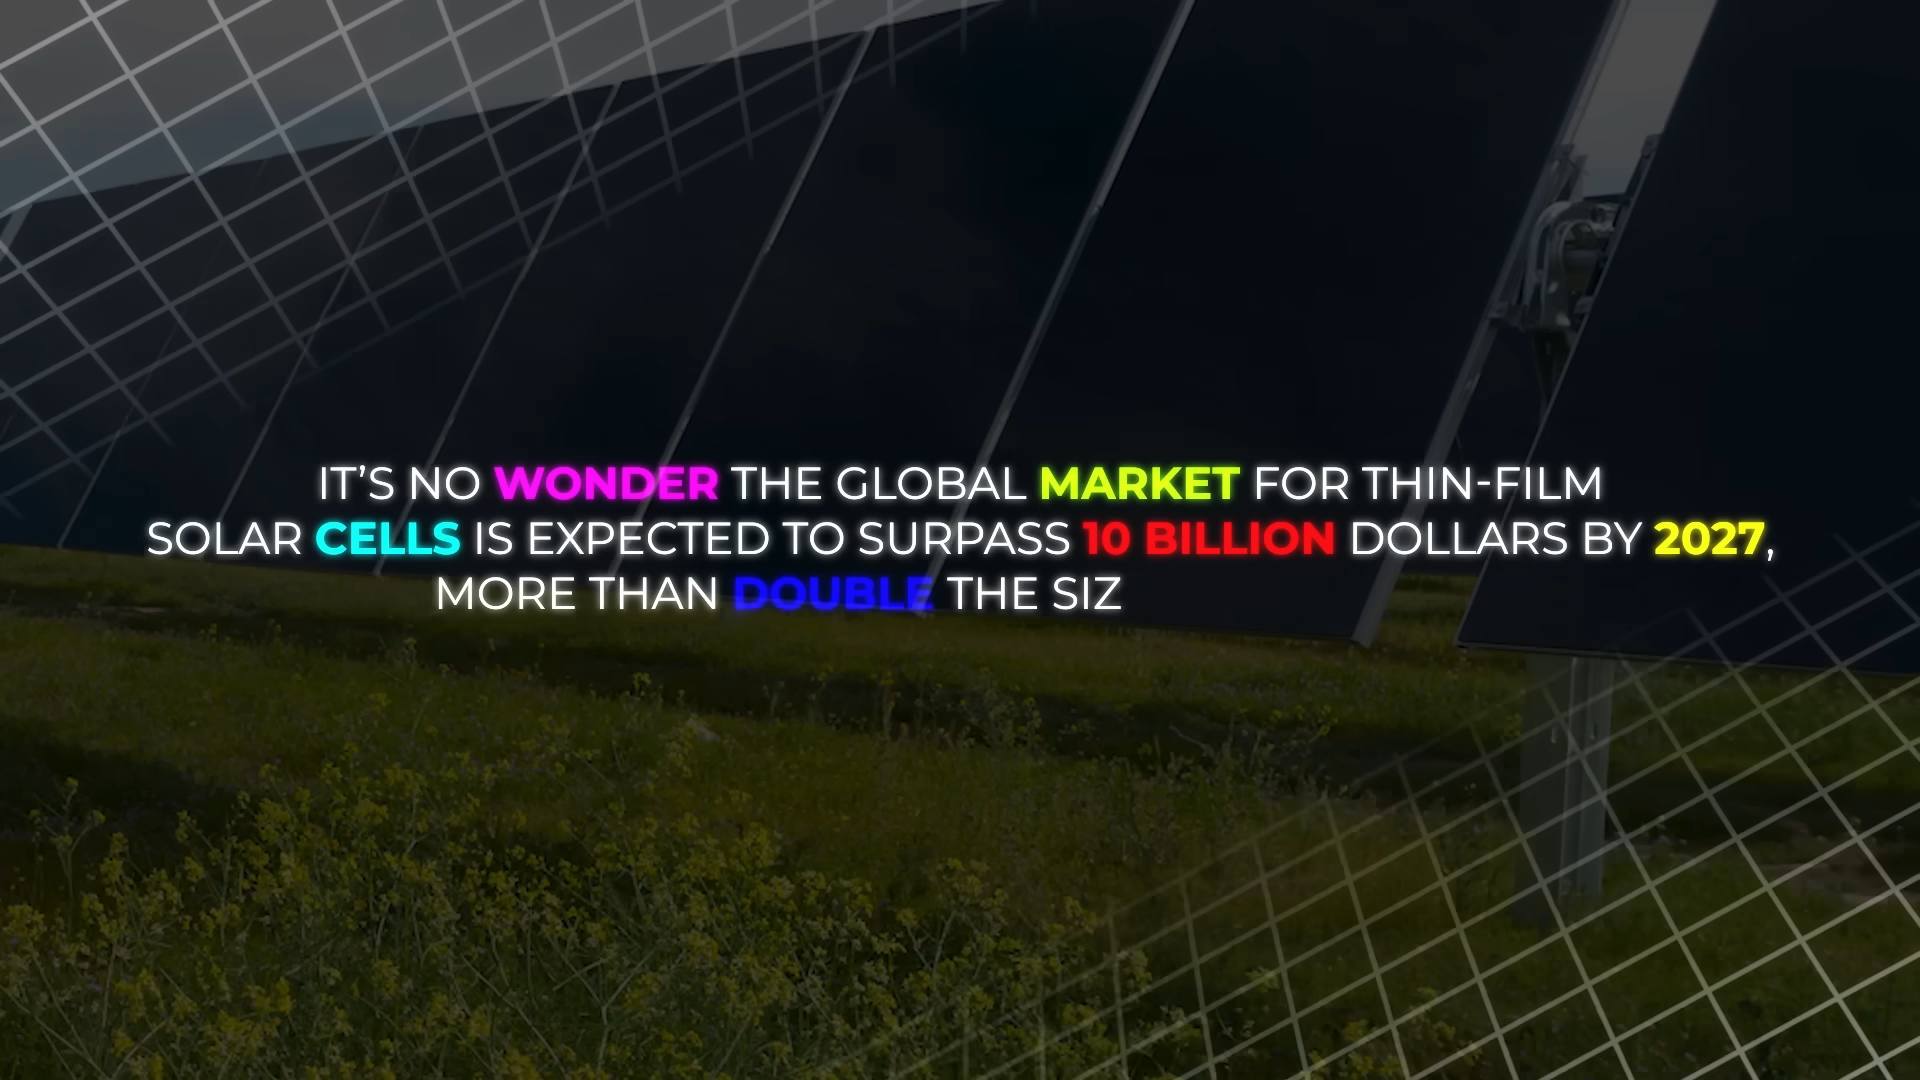 IT’S NO WONDER THE GLOBAL MARKET FOR THIN-FILM
SOLAR CELLS IS EXPECTED TO SURPASS 10 BILLION DOLLARS BY 2027,
MORE THAN DOUBLE THE SIZ